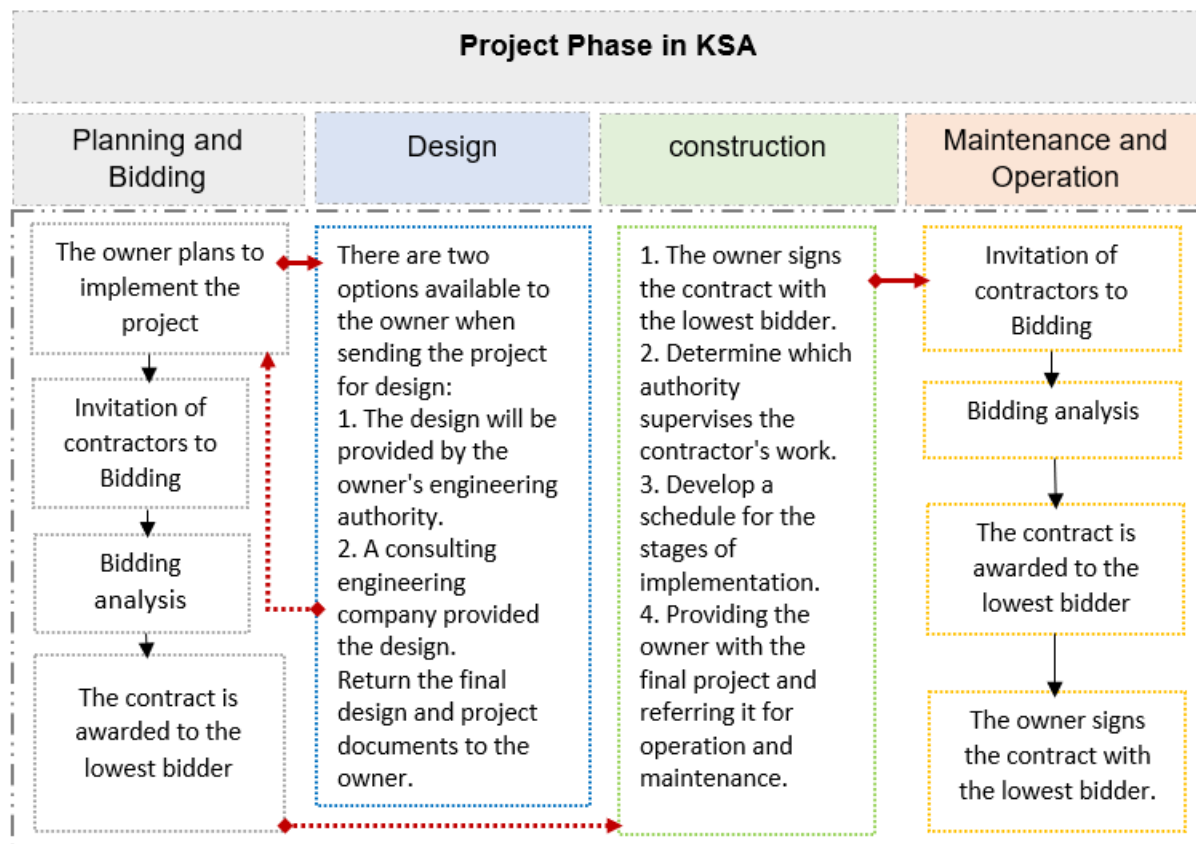 Project Phase in KSA
Planning and
Bidding
Design
construction
Maintenance and
Operation
The owner plans to
implement the
project
Invitation of
contractors to
Bidding
Bidding
analysis
The contract is
awarded to the
lowest bidder
There are two
options available to
the owner when
sending the project
for design:
1. The design will be
provided by the
owner's engineering
authority.
2. A consulting
engineering
company provided
the design.
Return the final
design and project
documents to the
owner.
1. The owner signs
the contract with
the lowest bidder.
2. Determine which
authority
supervises the
contractor's work.
3. Develop a
schedule for the
stages of
implementation.
4. Providing the
owner with the
final project and
referring it for
operation and
maintenance.
Invitation of
contractors to
Bidding
Bidding analysis
The contract is
awarded to the
lowest bidder
The owner signs
the contract with
the lowest bidder.